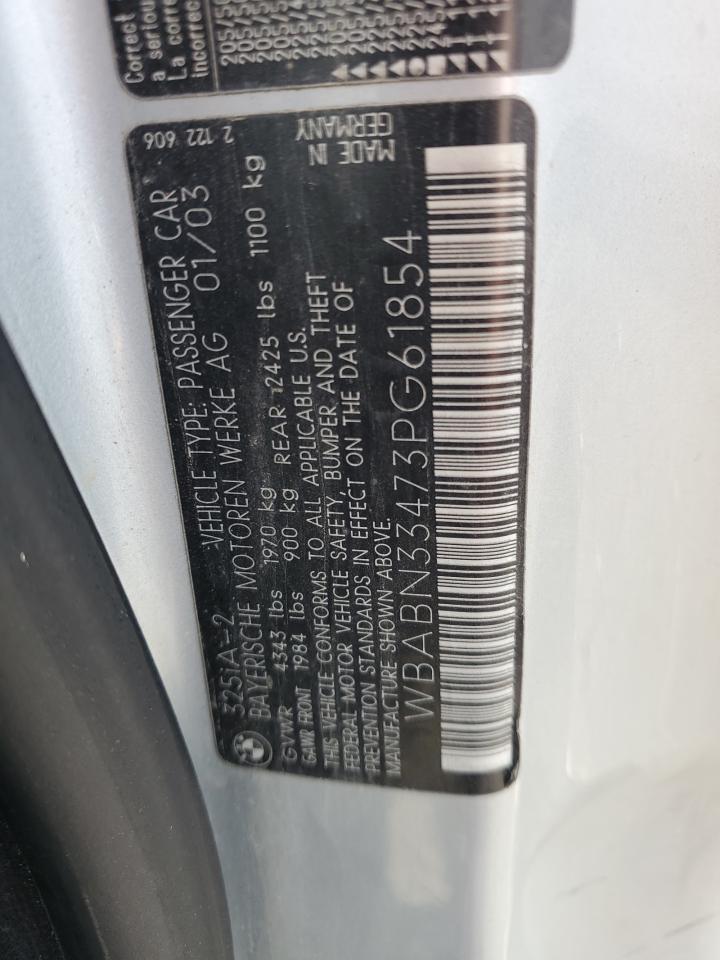 Correct
a serious
La corre
incorrec
325iA-2
VEHICLE TYPE: PASSENGER CAR
2 122 606
BAYERISCHE MOTOREN WERKE AG 01/03
GVWR 4343 lbs 1970 kg
GAWR FRONT 1984 lbs 900 kg REAR 2425 lbs 1100 kg
THIS VEHICLE CONFORMS TO ALL APPLICABLE U.S.
FEDERAL MOTOR VEHICLE SAFETY, BUMPER AND THEFT
PREVENTION STANDARDS IN EFFECT ON THE DATE OF
MANUFACTURE SHOWN ABOVE.
MADE IN
GERMANY
WBABN33473PG61854